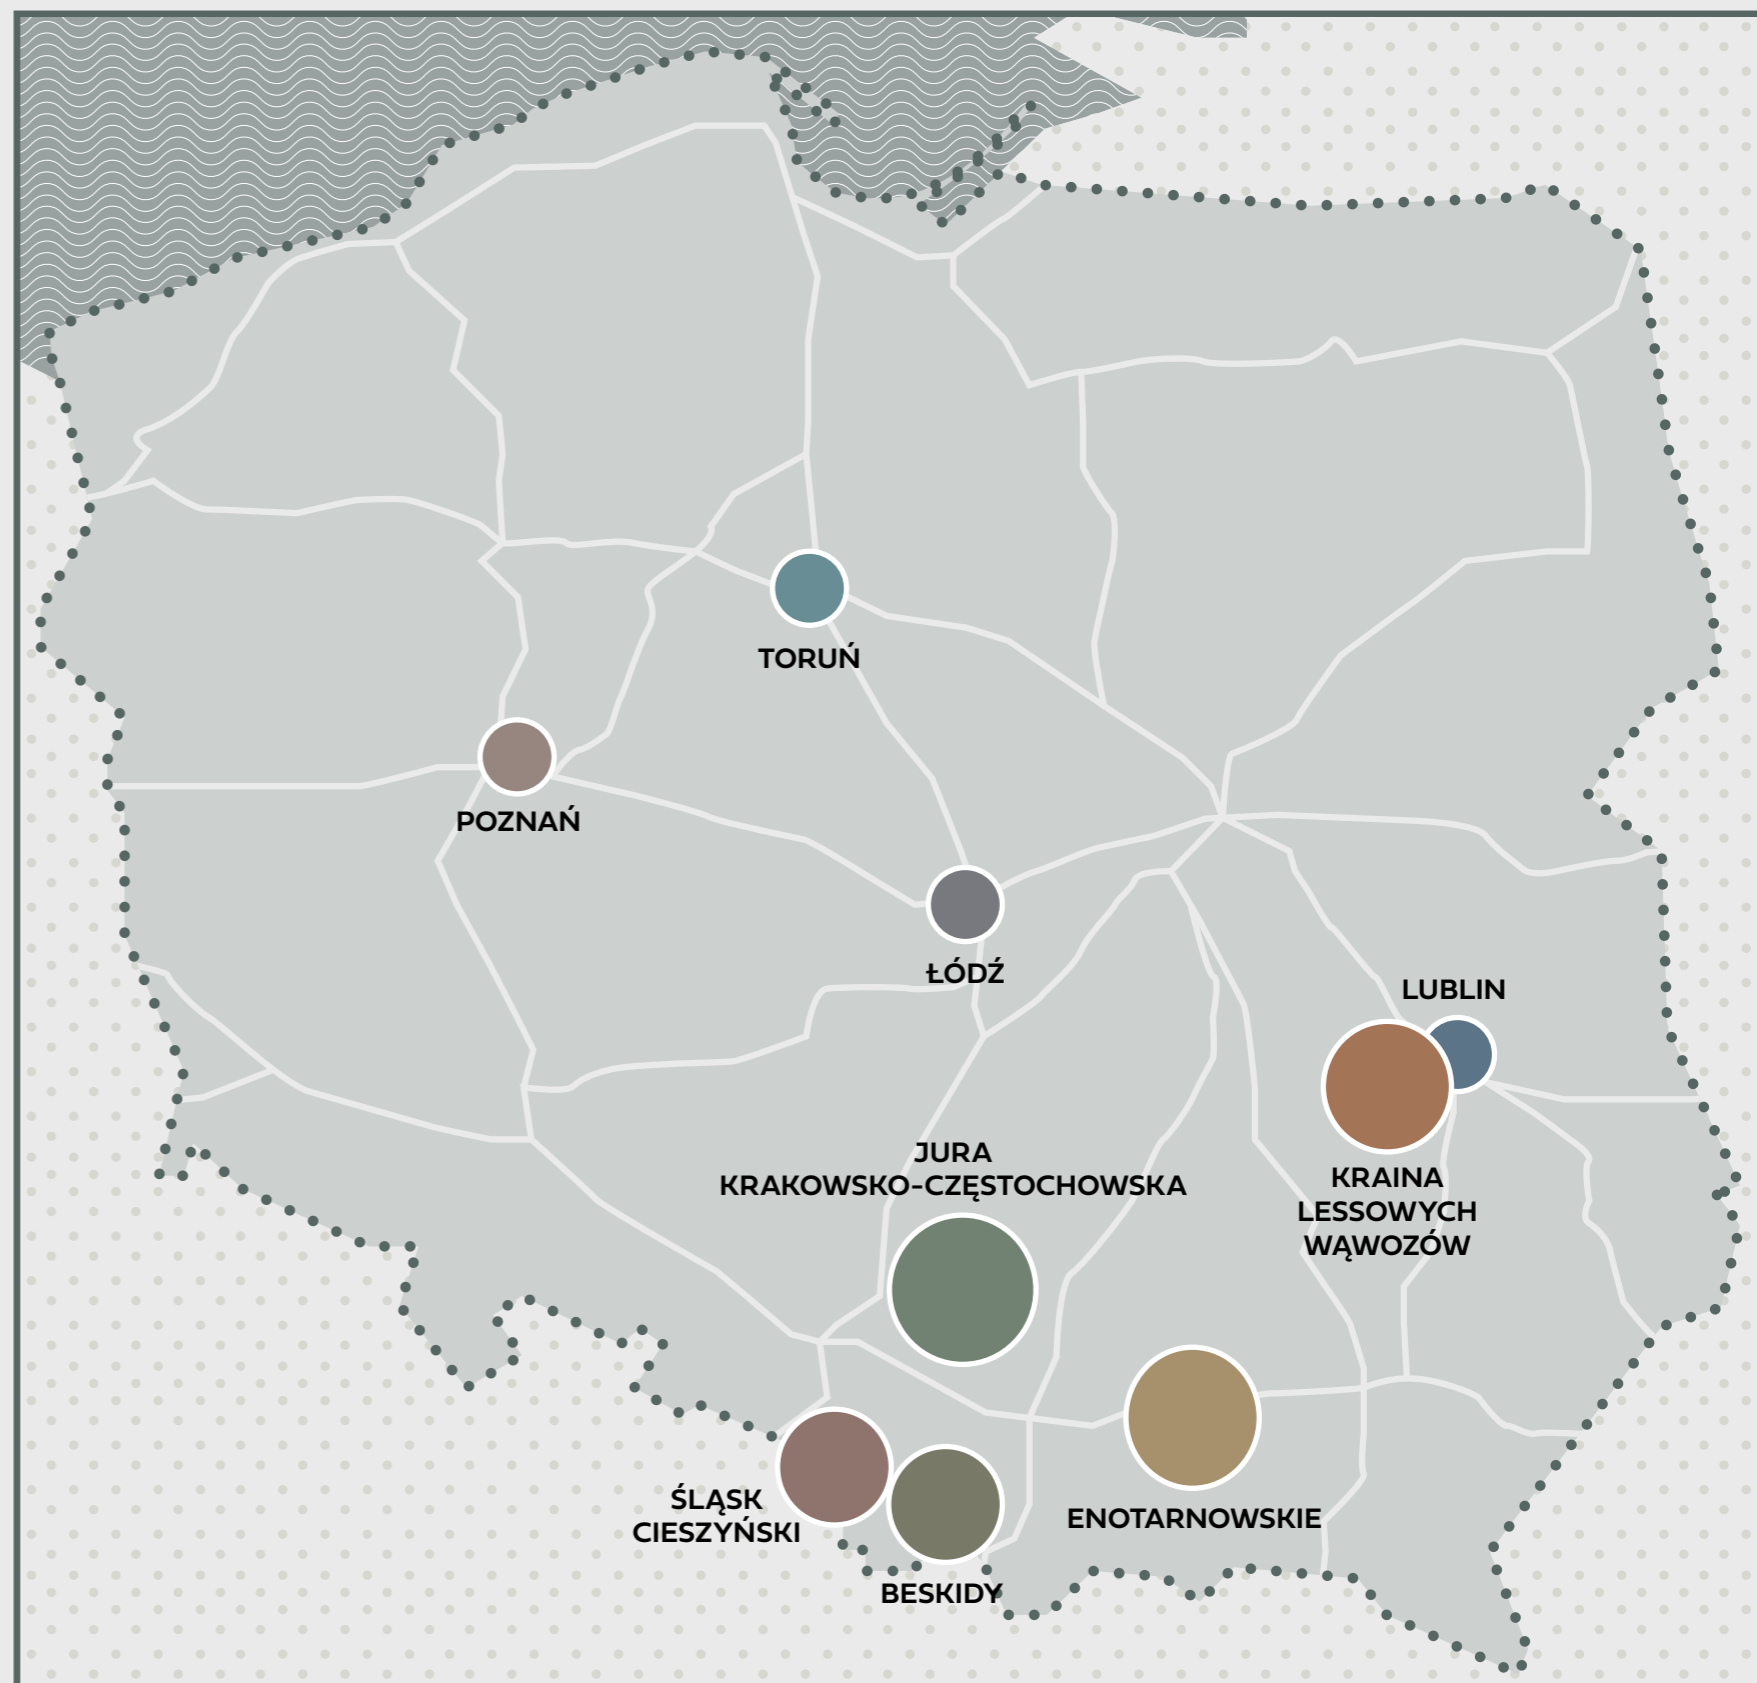 TORUŃ
POZNAŃ
ŁÓDŹ
LUBLIN
JURA
KRAKOWSKO-CZĘSTOCHOWSKA
KRAINA
LESSOWYCH
WĄWOZÓW
ŚLĄSK
CIESZYŃSKI
ENOTARNOWSKIE
BESKIDY